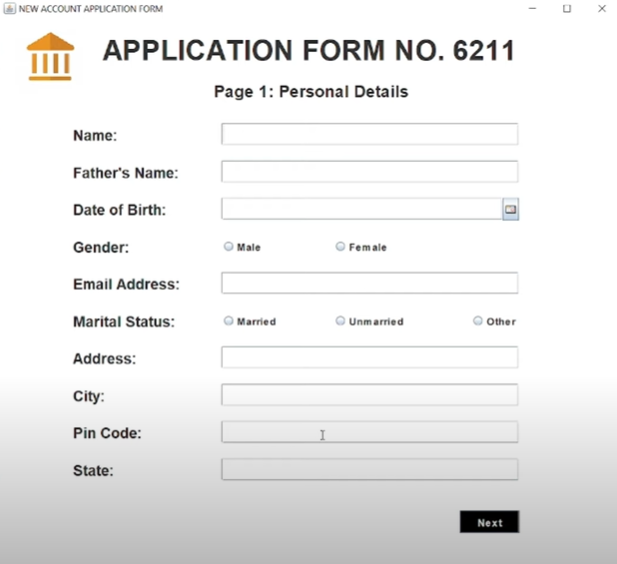 NEW ACCOUNT APPLICATION FORM
APPLICATION FORM NO. 6211
Page 1: Personal Details
Name:
Father's Name:
Date of Birth:
Gender: Male Female
Email Address:
Marital Status: Married Unmarried Other
Address:
City:
Pin Code:
State:
Next